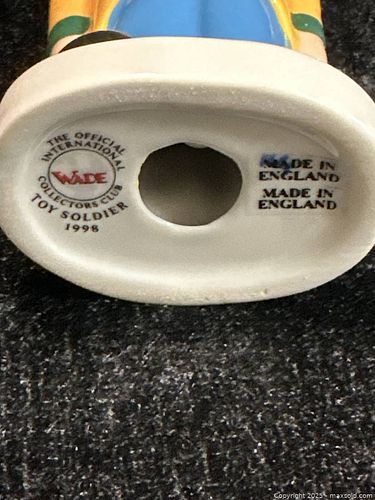 THE OFFICIAL
INTERNATIONAL
WADE
COLLECTORS CLUB
TOY SOLDIER
1998
MADE IN
ENGLAND
MADE IN
ENGLAND
Copyright 2025 - maxsold.com